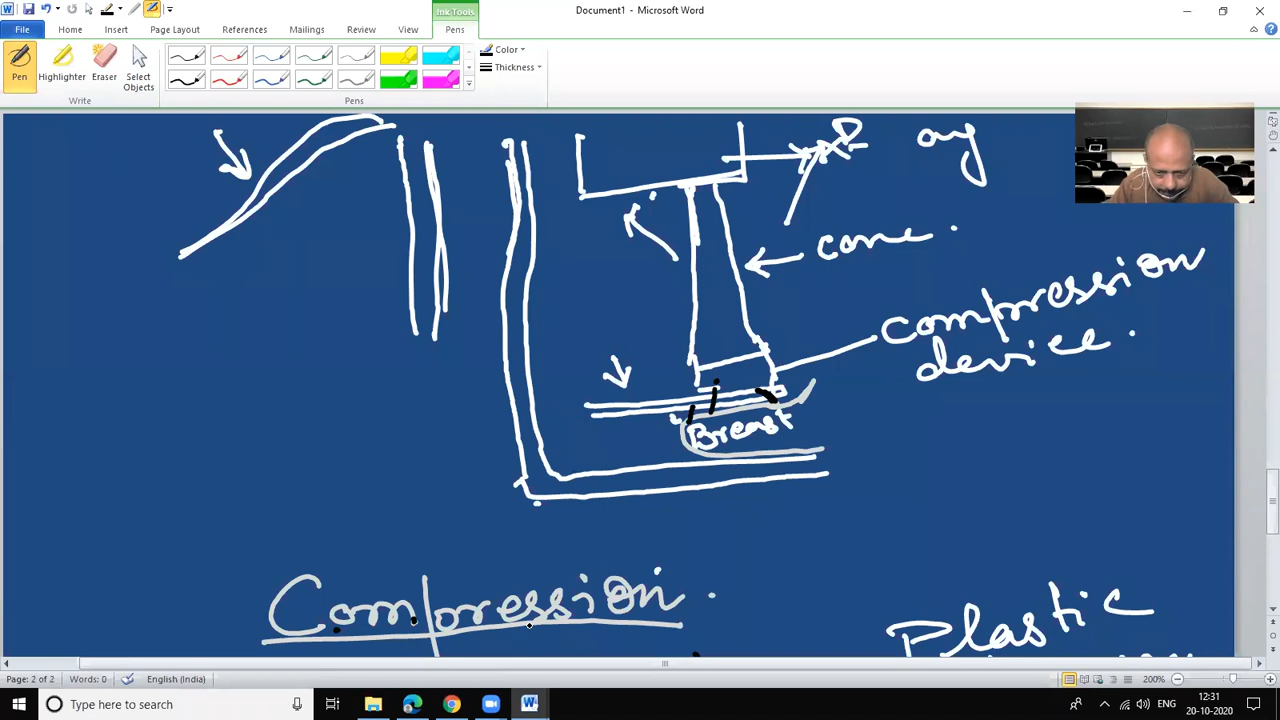 Document1 - Microsoft Word
Ink Tools
File Home Insert Page Layout References Mailings Review View Pens
Pen Highlighter Eraser Select Objects
Color
Thickness
Write
Pens
ay
cone
compression
device.
Breast
Compression.
Plastic
Page: 2 of 2 Words: 0 English (India) 200%
Type here to search
ENG
12:31
20-10-2020